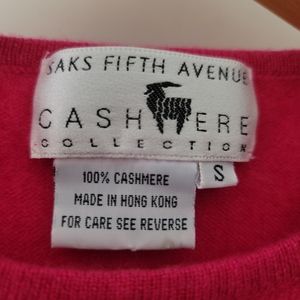 SAKS FIFTH AVENUE
CASHMERE
COLLECTION
S
100% CASHMERE
MADE IN HONG KONG
FOR CARE SEE REVERSE